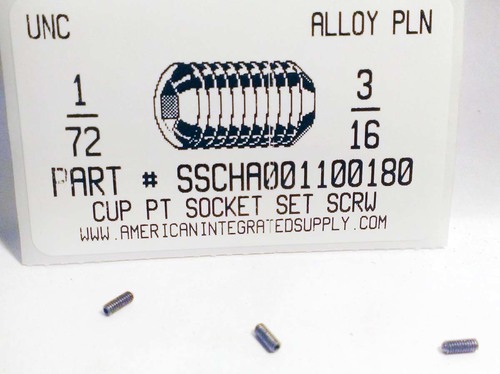 UNC ALLOY PLN
1/72 3/16
PART # SSCHA001100180
CUP PT SOCKET SET SCRW
WWW.AMERICANINTEGRATEDSUPPLY.COM